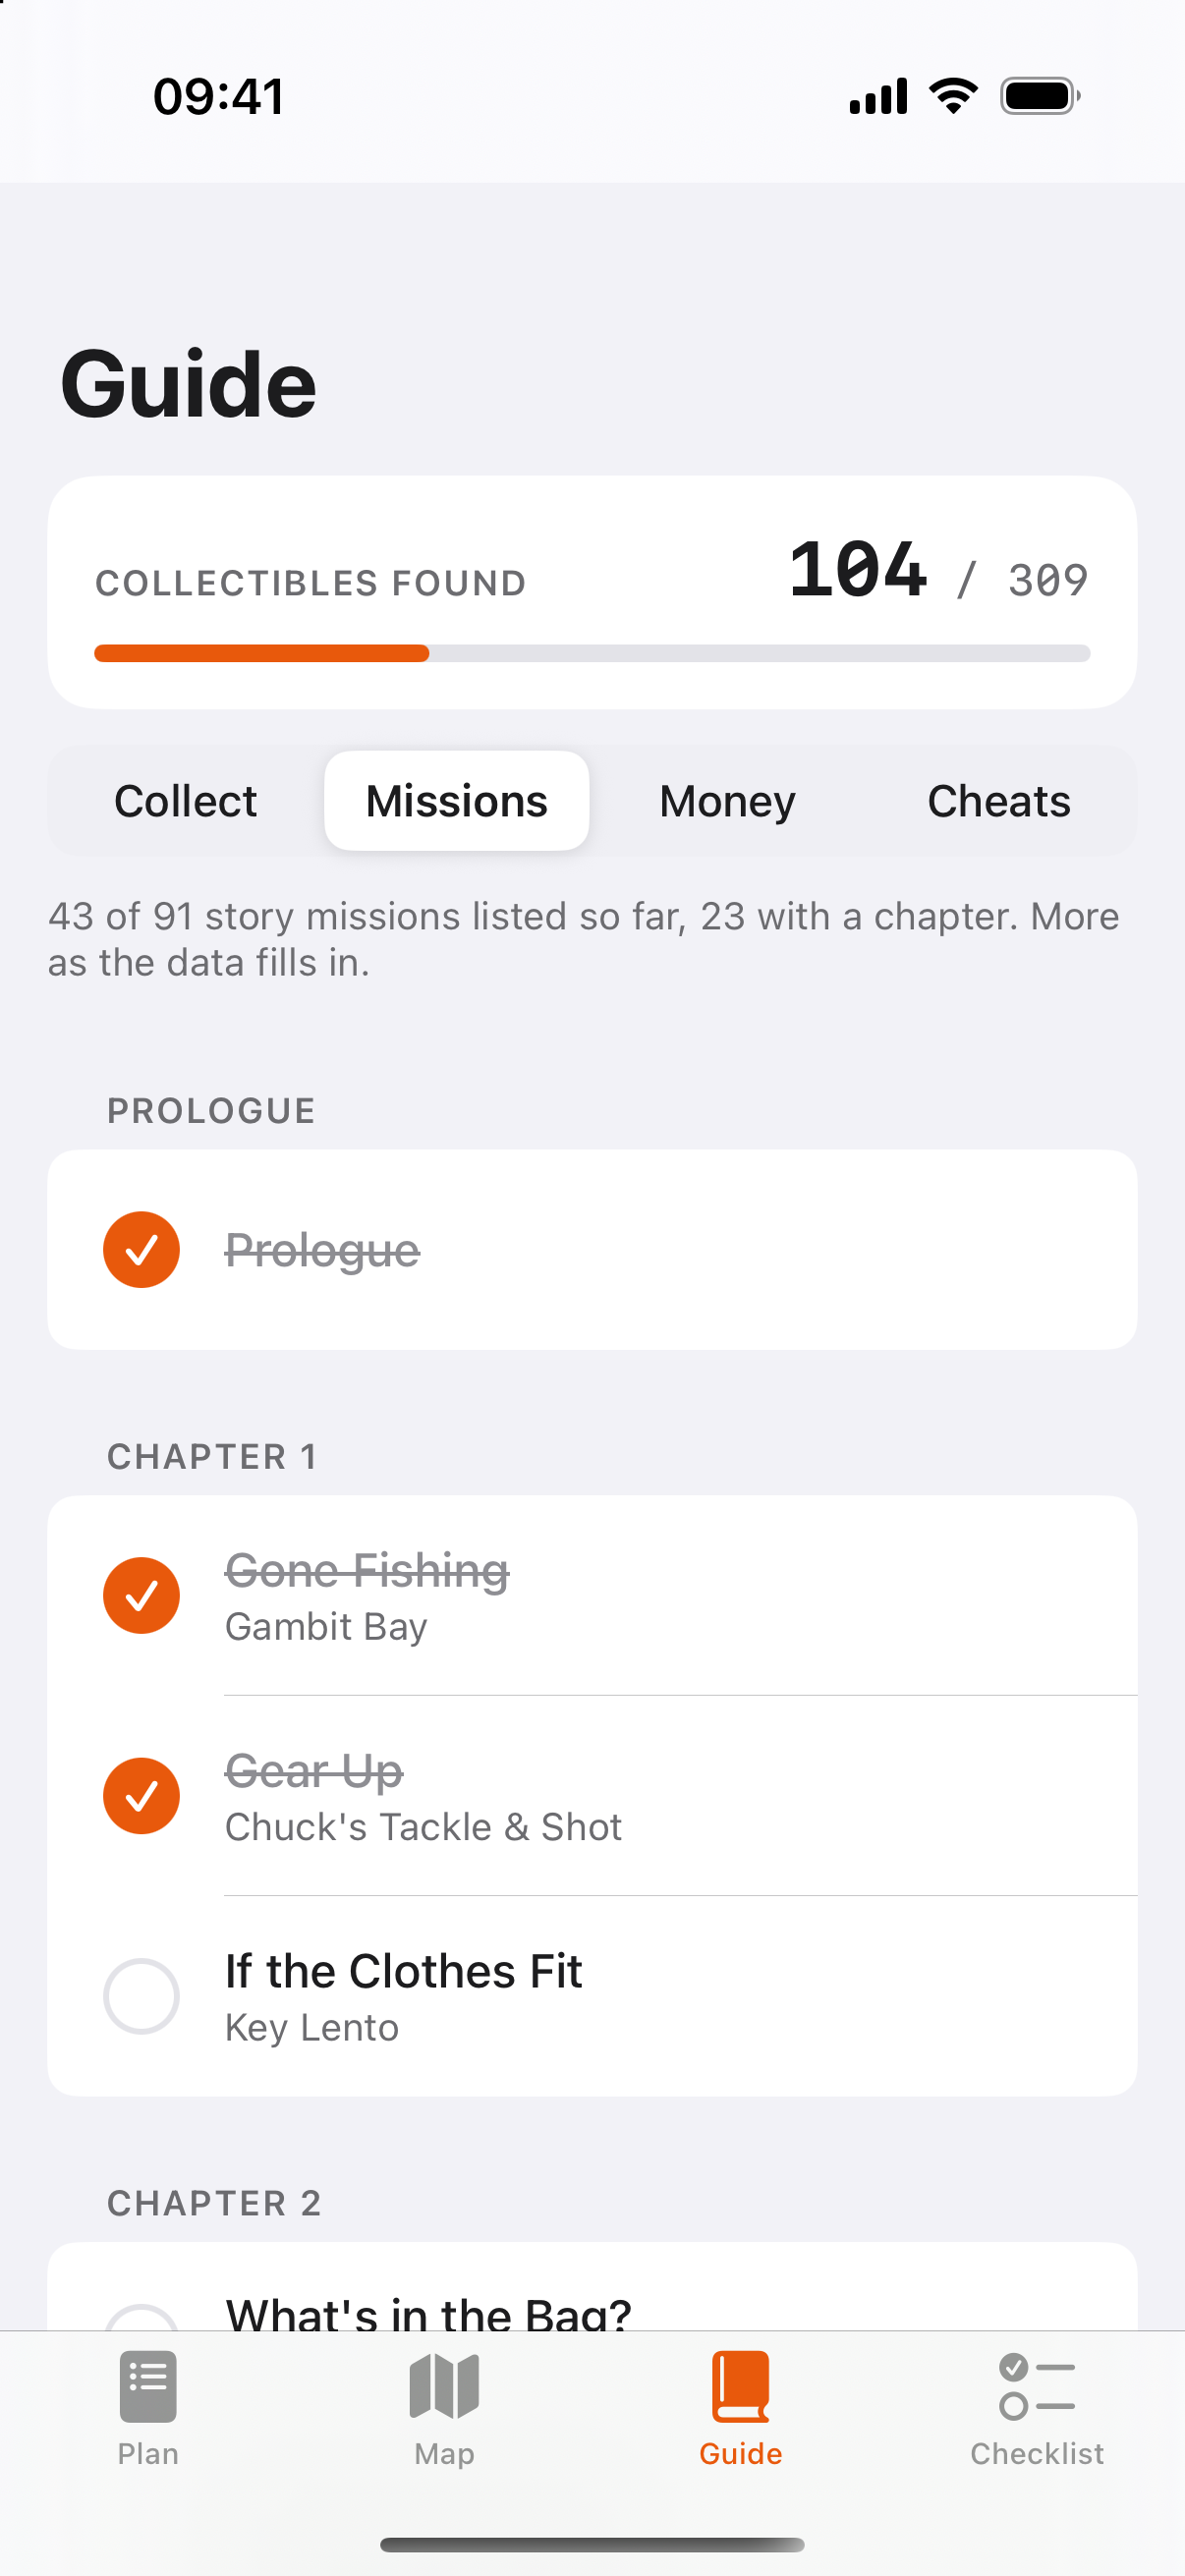 09:41
Guide
COLLECTIBLES FOUND 104 / 309
Collect Missions Money Cheats
43 of 91 story missions listed so far, 23 with a chapter. More
as the data fills in.
PROLOGUE
Prologue
CHAPTER 1
Gone Fishing
Gambit Bay
Gear Up
Chuck's Tackle & Shot
If the Clothes Fit
Key Lento
CHAPTER 2
What's in the Bag?
Plan Map Guide Checklist